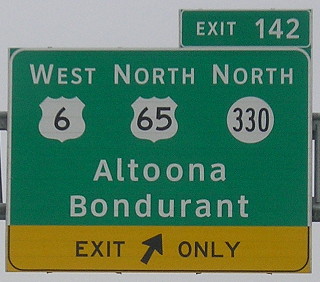 EXIT 142
WEST NORTH NORTH
6 65 330
Altoona
Bondurant
EXIT ONLY